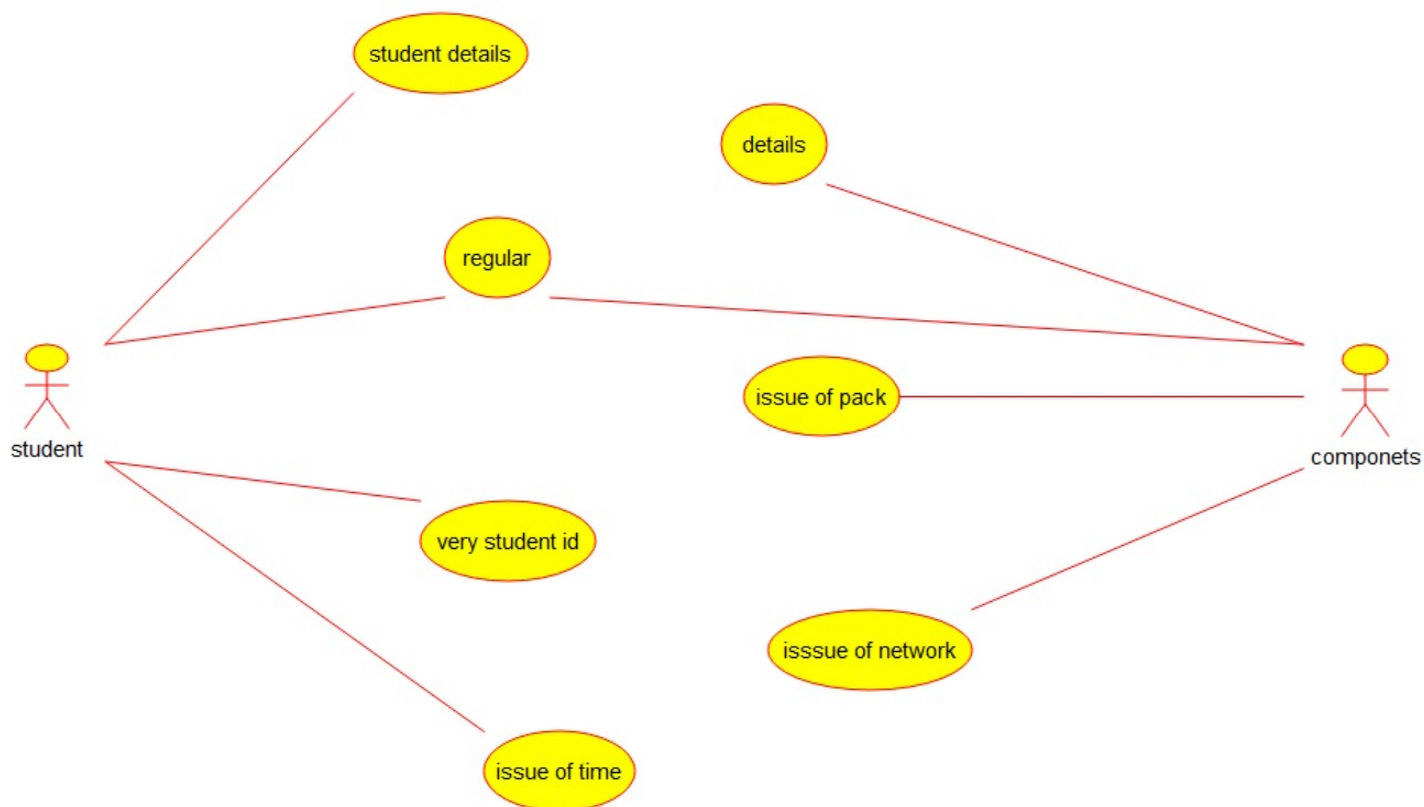 student details
details
regular
issue of pack
student
componets
very student id
isssue of network
issue of time